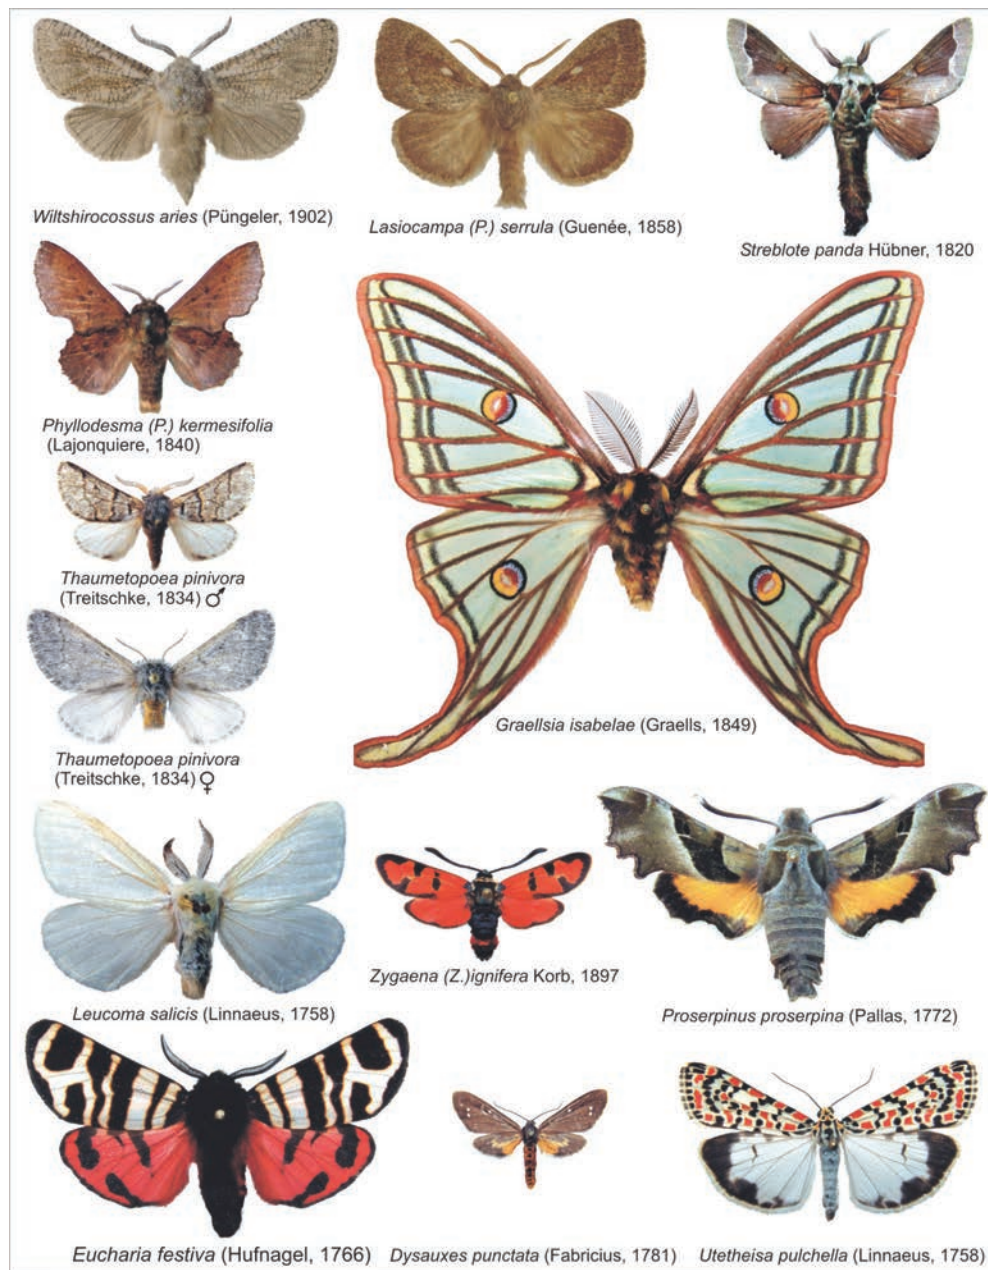 Wiltshirocossus aries (Püngeler, 1902)
Lasiocampa (P.) serrula (Guenée, 1858)
Streblote panda Hübner, 1820
Phyllodesma (P.) kermesifolia
(Lajonquiere, 1840)
Thaumetopoea pinivora
(Treitschke, 1834) ♂
Graellsia isabelae (Graells, 1849)
Thaumetopoea pinivora
(Treitschke, 1834) ♀
Zygaena (Z.)ignifera Korb, 1897
Leucoma salicis (Linnaeus, 1758)
Proserpinus proserpina (Pallas, 1772)
Eucharia festiva (Hufnagel, 1766)
Dysauxes punctata (Fabricius, 1781)
Utetheisa pulchella (Linnaeus, 1758)